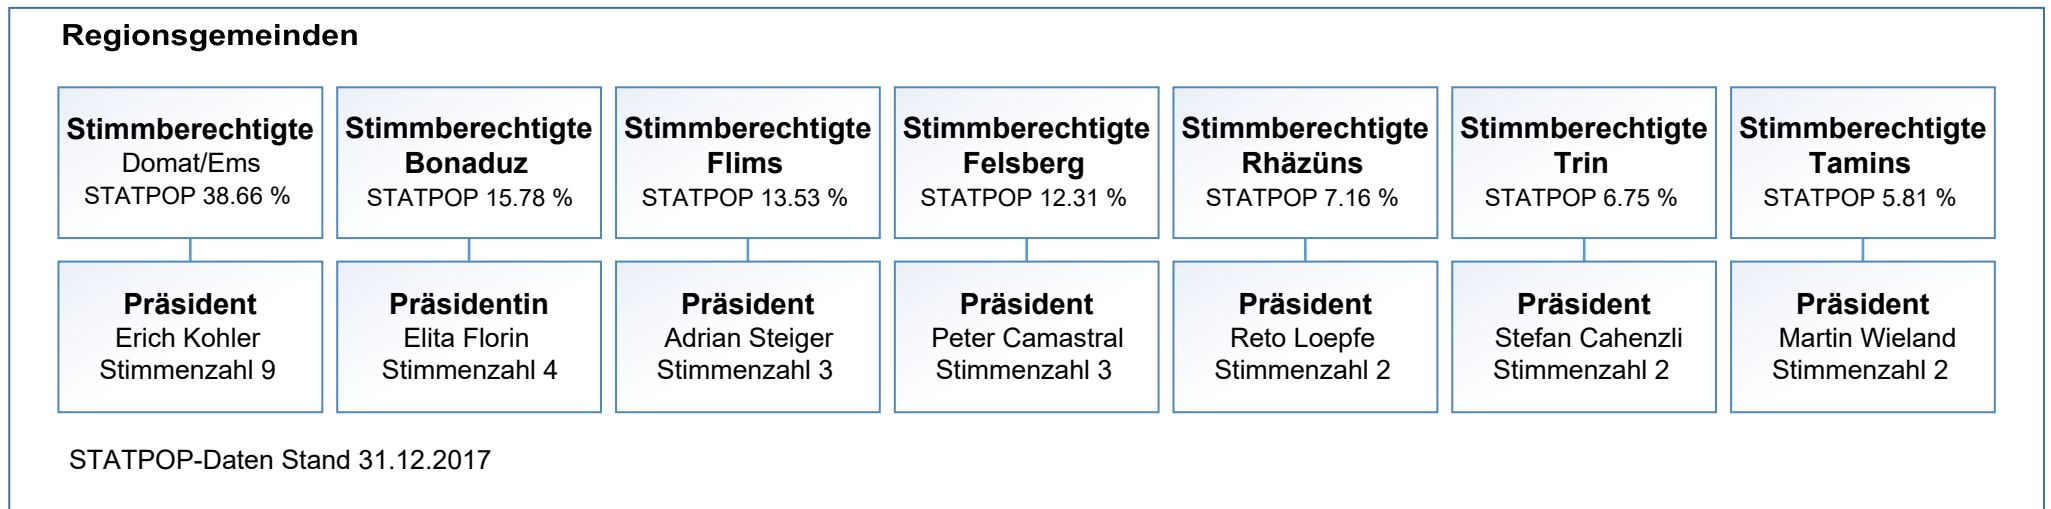 Regionsgemeinden
Stimmberechtigte
Domat/Ems
STATPOP 38.66 %
Stimmberechtigte
Bonaduz
STATPOP 15.78 %
Stimmberechtigte
Flims
STATPOP 13.53 %
Stimmberechtigte
Felsberg
STATPOP 12.31 %
Stimmberechtigte
Rhäzüns
STATPOP 7.16 %
Stimmberechtigte
Trin
STATPOP 6.75 %
Stimmberechtigte
Tamins
STATPOP 5.81 %
Präsident
Erich Kohler
Stimmenzahl 9
Präsidentin
Elita Florin
Stimmenzahl 4
Präsident
Adrian Steiger
Stimmenzahl 3
Präsident
Peter Camastral
Stimmenzahl 3
Präsident
Reto Loepfe
Stimmenzahl 2
Präsident
Stefan Cahenzli
Stimmenzahl 2
Präsident
Martin Wieland
Stimmenzahl 2
STATPOP-Daten Stand 31.12.2017